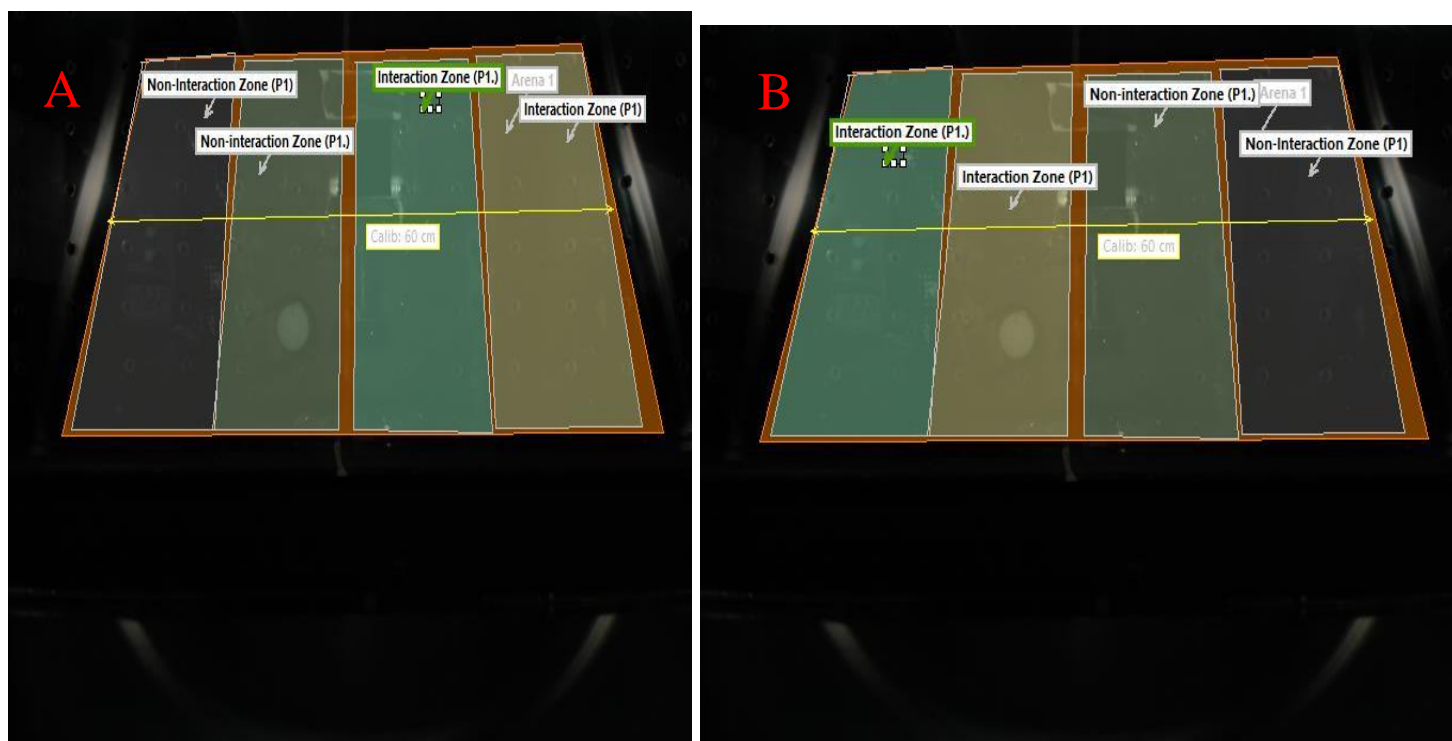 A
Non-Interaction Zone (P1)
Interaction Zone (P1.)
Arena 1
Interaction Zone (P1)
Non-interaction Zone (P1.)
Calib: 60 cm
B
Interaction Zone (P1.)
Non-interaction Zone (P1.)
Arena 1
Non-Interaction Zone (P1)
Interaction Zone (P1)
Calib: 60 cm